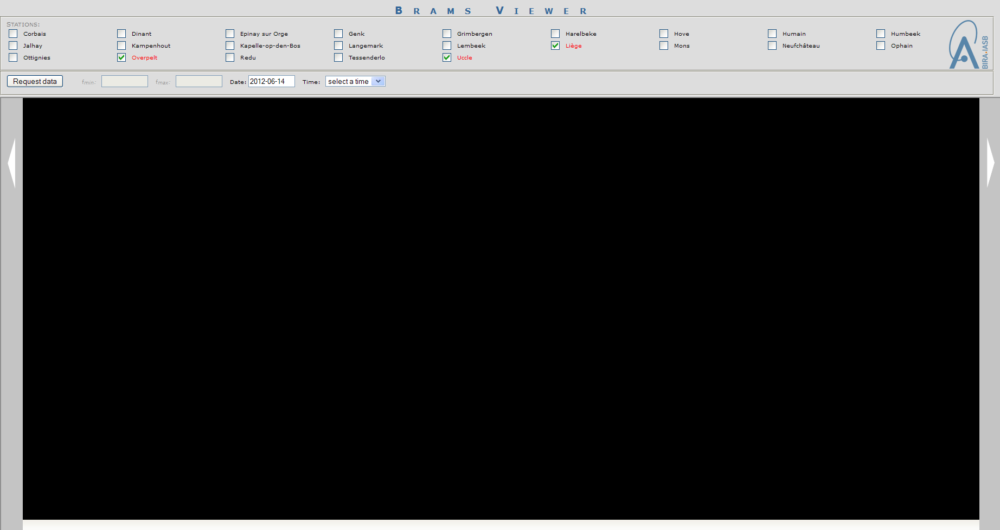 BRAMS VIEWER
STATIONS:
Corbais Dinant Epinay sur Orge Genk Grimbergen Harelbeke Hove Humain Humbeek
Jalhay Kampenhout Kapelle-op-den-Bos Langemark Lembeek Liège Mons Neufchâteau Ophain
Ottignies Overpelt Redu Tessenderlo Uccle
BIRA·IASB
Request data fmin: fmax: Date: 2012-06-14 Time: select a time